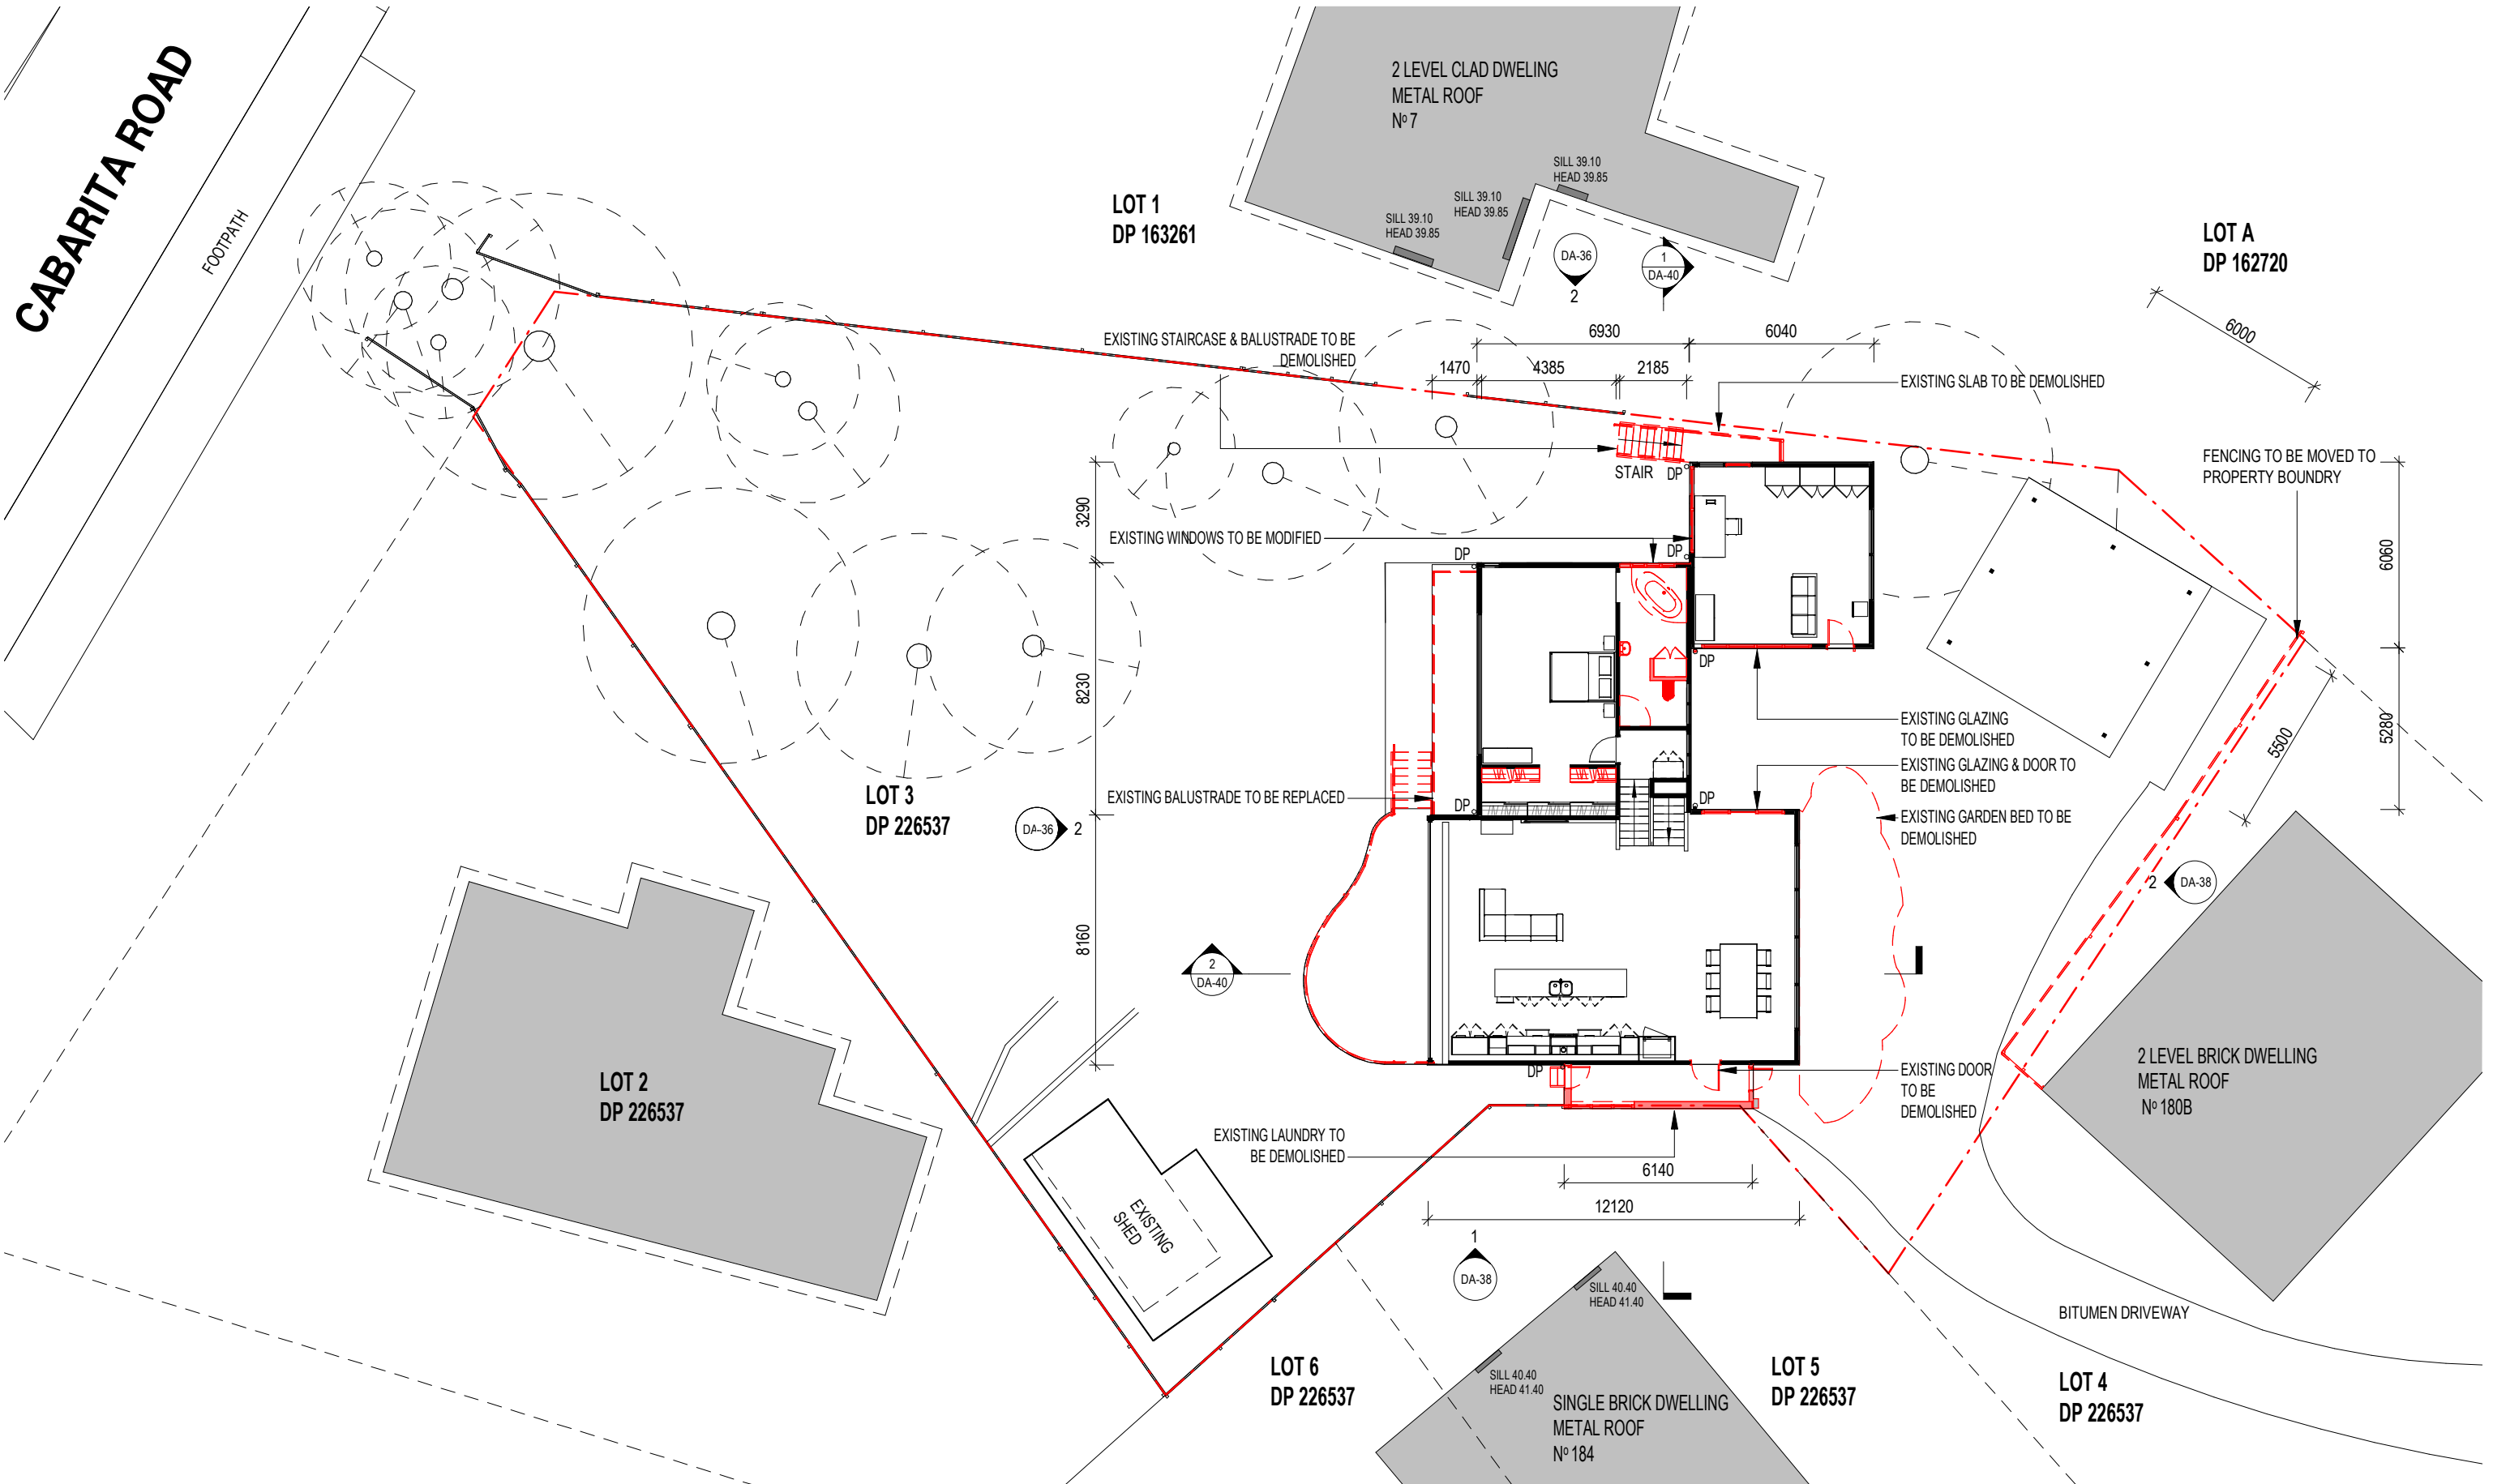 CABARITA ROAD
FOOTPATH
2 LEVEL CLAD DWELING
METAL ROOF
Nº 7
SILL 39.10
HEAD 39.85
SILL 39.10
HEAD 39.85
SILL 39.10
HEAD 39.85
LOT 1
DP 163261
DA-36
2
1
DA-40
LOT A
DP 162720
6000
EXISTING STAIRCASE & BALUSTRADE TO BE
DEMOLISHED
6930
6040
1470
4385
2185
EXISTING SLAB TO BE DEMOLISHED
STAIR
DP
FENCING TO BE MOVED TO
PROPERTY BOUNDRY
3290
EXISTING WINDOWS TO BE MODIFIED
DP
DP
6060
DP
8230
5280
5500
EXISTING GLAZING
TO BE DEMOLISHED
EXISTING GLAZING & DOOR TO
BE DEMOLISHED
EXISTING BALUSTRADE TO BE REPLACED
DP
DP
EXISTING GARDEN BED TO BE
DEMOLISHED
LOT 3
DP 226537
DA-36
2
2
DA-38
8160
2
DA-40
LOT 2
DP 226537
2 LEVEL BRICK DWELLING
METAL ROOF
Nº 180B
DP
EXISTING DOOR
TO BE
DEMOLISHED
EXISTING LAUNDRY TO
BE DEMOLISHED
6140
12120
EXISTING
SHED
1
DA-38
SILL 40.40
HEAD 41.40
BITUMEN DRIVEWAY
LOT 6
DP 226537
SILL 40.40
HEAD 41.40
SINGLE BRICK DWELLING
METAL ROOF
Nº 184
LOT 5
DP 226537
LOT 4
DP 226537